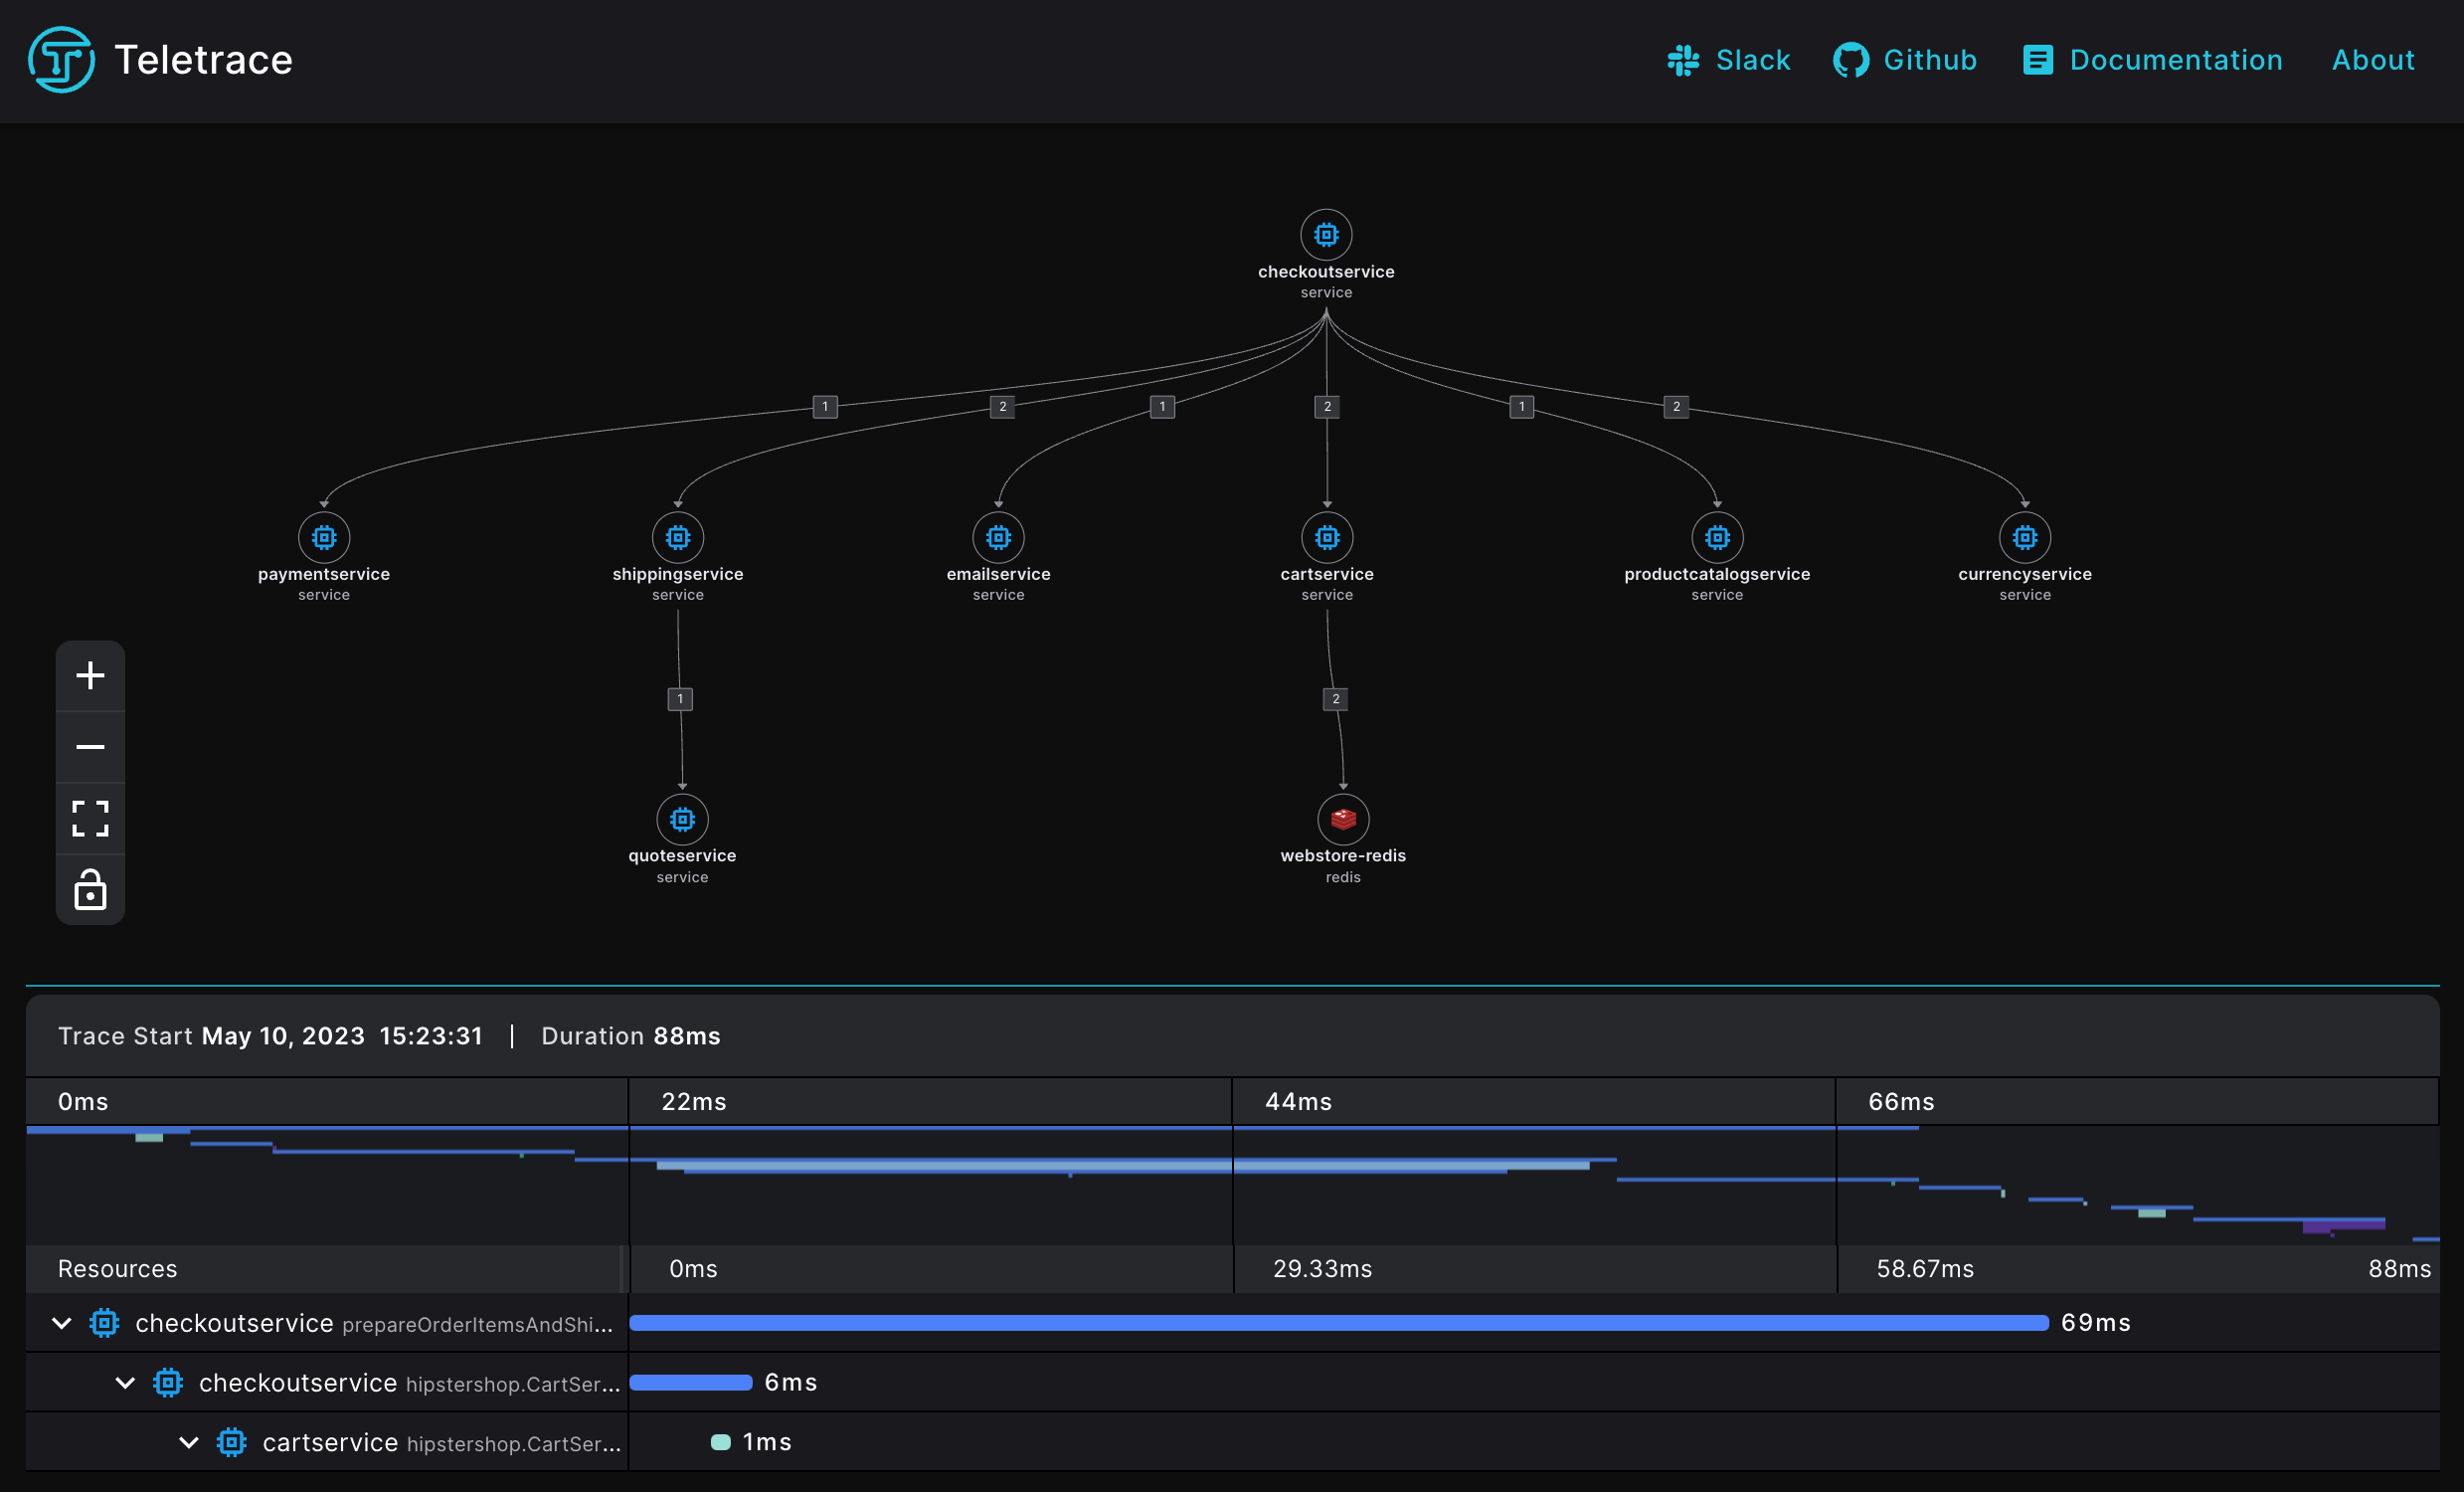 Teletrace
Slack Github Documentation About
checkoutservice
service
1 2 1 2 1 2
paymentservice shippingservice emailservice cartservice productcatalogservice currencyservice
service service service service service service
1 2
quoteservice webstore-redis
service redis
Trace Start May 10, 2023 15:23:31 | Duration 88ms
0ms 22ms 44ms 66ms
Resources 0ms 29.33ms 58.67ms 88ms
checkoutservice prepareOrderItemsAndShi... 69ms
checkoutservice hipstershop.CartSer... 6ms
cartservice hipstershop.CartSer... 1ms